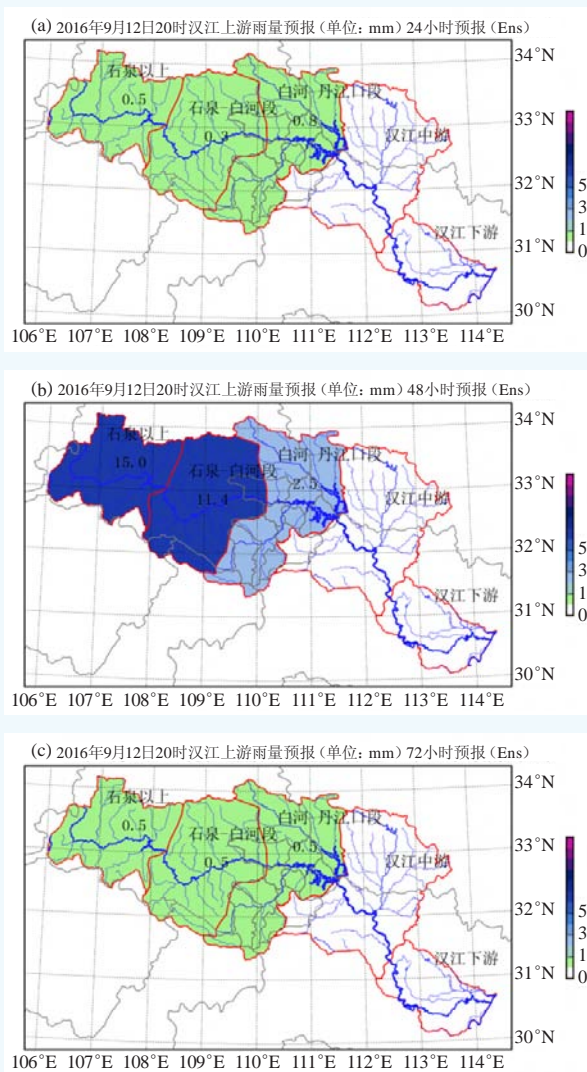 (a) 2016年9月12日20时汉江上游雨量预报(单位: mm) 24小时预报(Ens)
34°N
石泉以上
白河 丹江口段
0.5
石泉 白河段
0.8
33°N
0.3
汉江中游
32°N
5
3
汉江下游
31°N
1
0
30°N
106°E 107°E 108°E 109°E 110°E 111°E 112°E 113°E 114°E
(b) 2016年9月12日20时汉江上游雨量预报(单位: mm) 48小时预报(Ens)
34°N
石泉以上
白河 丹江口段
15.0
石泉 白河段
2.5
33°N
11.4
汉江中游
32°N
5
3
汉江下游
31°N
1
0
30°N
106°E 107°E 108°E 109°E 110°E 111°E 112°E 113°E 114°E
(c) 2016年9月12日20时汉江上游雨量预报(单位: mm) 72小时预报(Ens)
34°N
石泉以上
白河 丹江口段
0.5
石泉 白河段
0.5
33°N
0.5
汉江中游
32°N
5
3
汉江下游
31°N
1
0
30°N
106°E 107°E 108°E 109°E 110°E 111°E 112°E 113°E 114°E